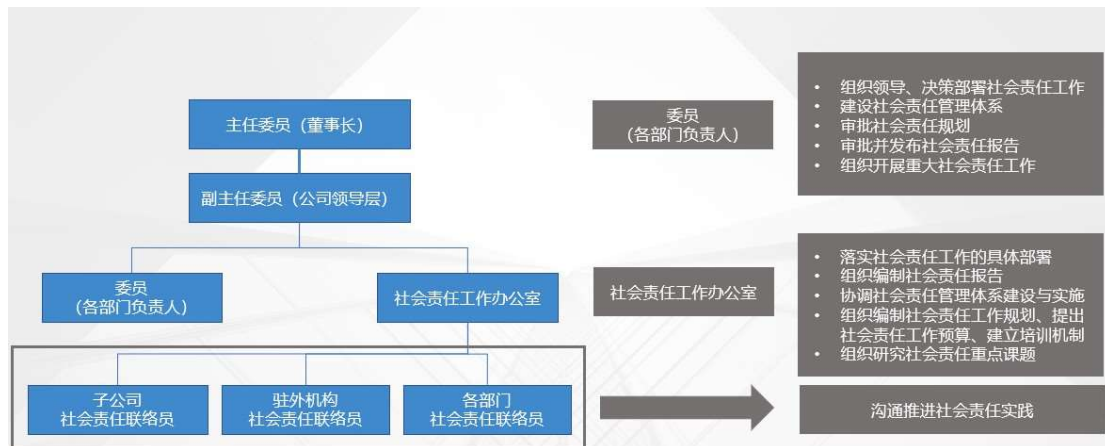 主任委员（董事长）
副主任委员（公司领导层）
委员
（各部门负责人）
社会责任工作办公室
子公司
社会责任联络员
驻外机构
社会责任联络员
各部门
社会责任联络员
委员
（各部门负责人）
• 组织领导、决策部署社会责任工作
• 建设社会责任管理体系
• 审批社会责任规划
• 审批并发布社会责任报告
• 组织开展重大社会责任工作
社会责任工作办公室
• 落实社会责任工作的具体部署
• 组织编制社会责任报告
• 协调社会责任管理体系建设与实施
• 组织编制社会责任工作规划、提出
社会责任工作预算、建立培训机制
• 组织研究社会责任重点课题
沟通推进社会责任实践